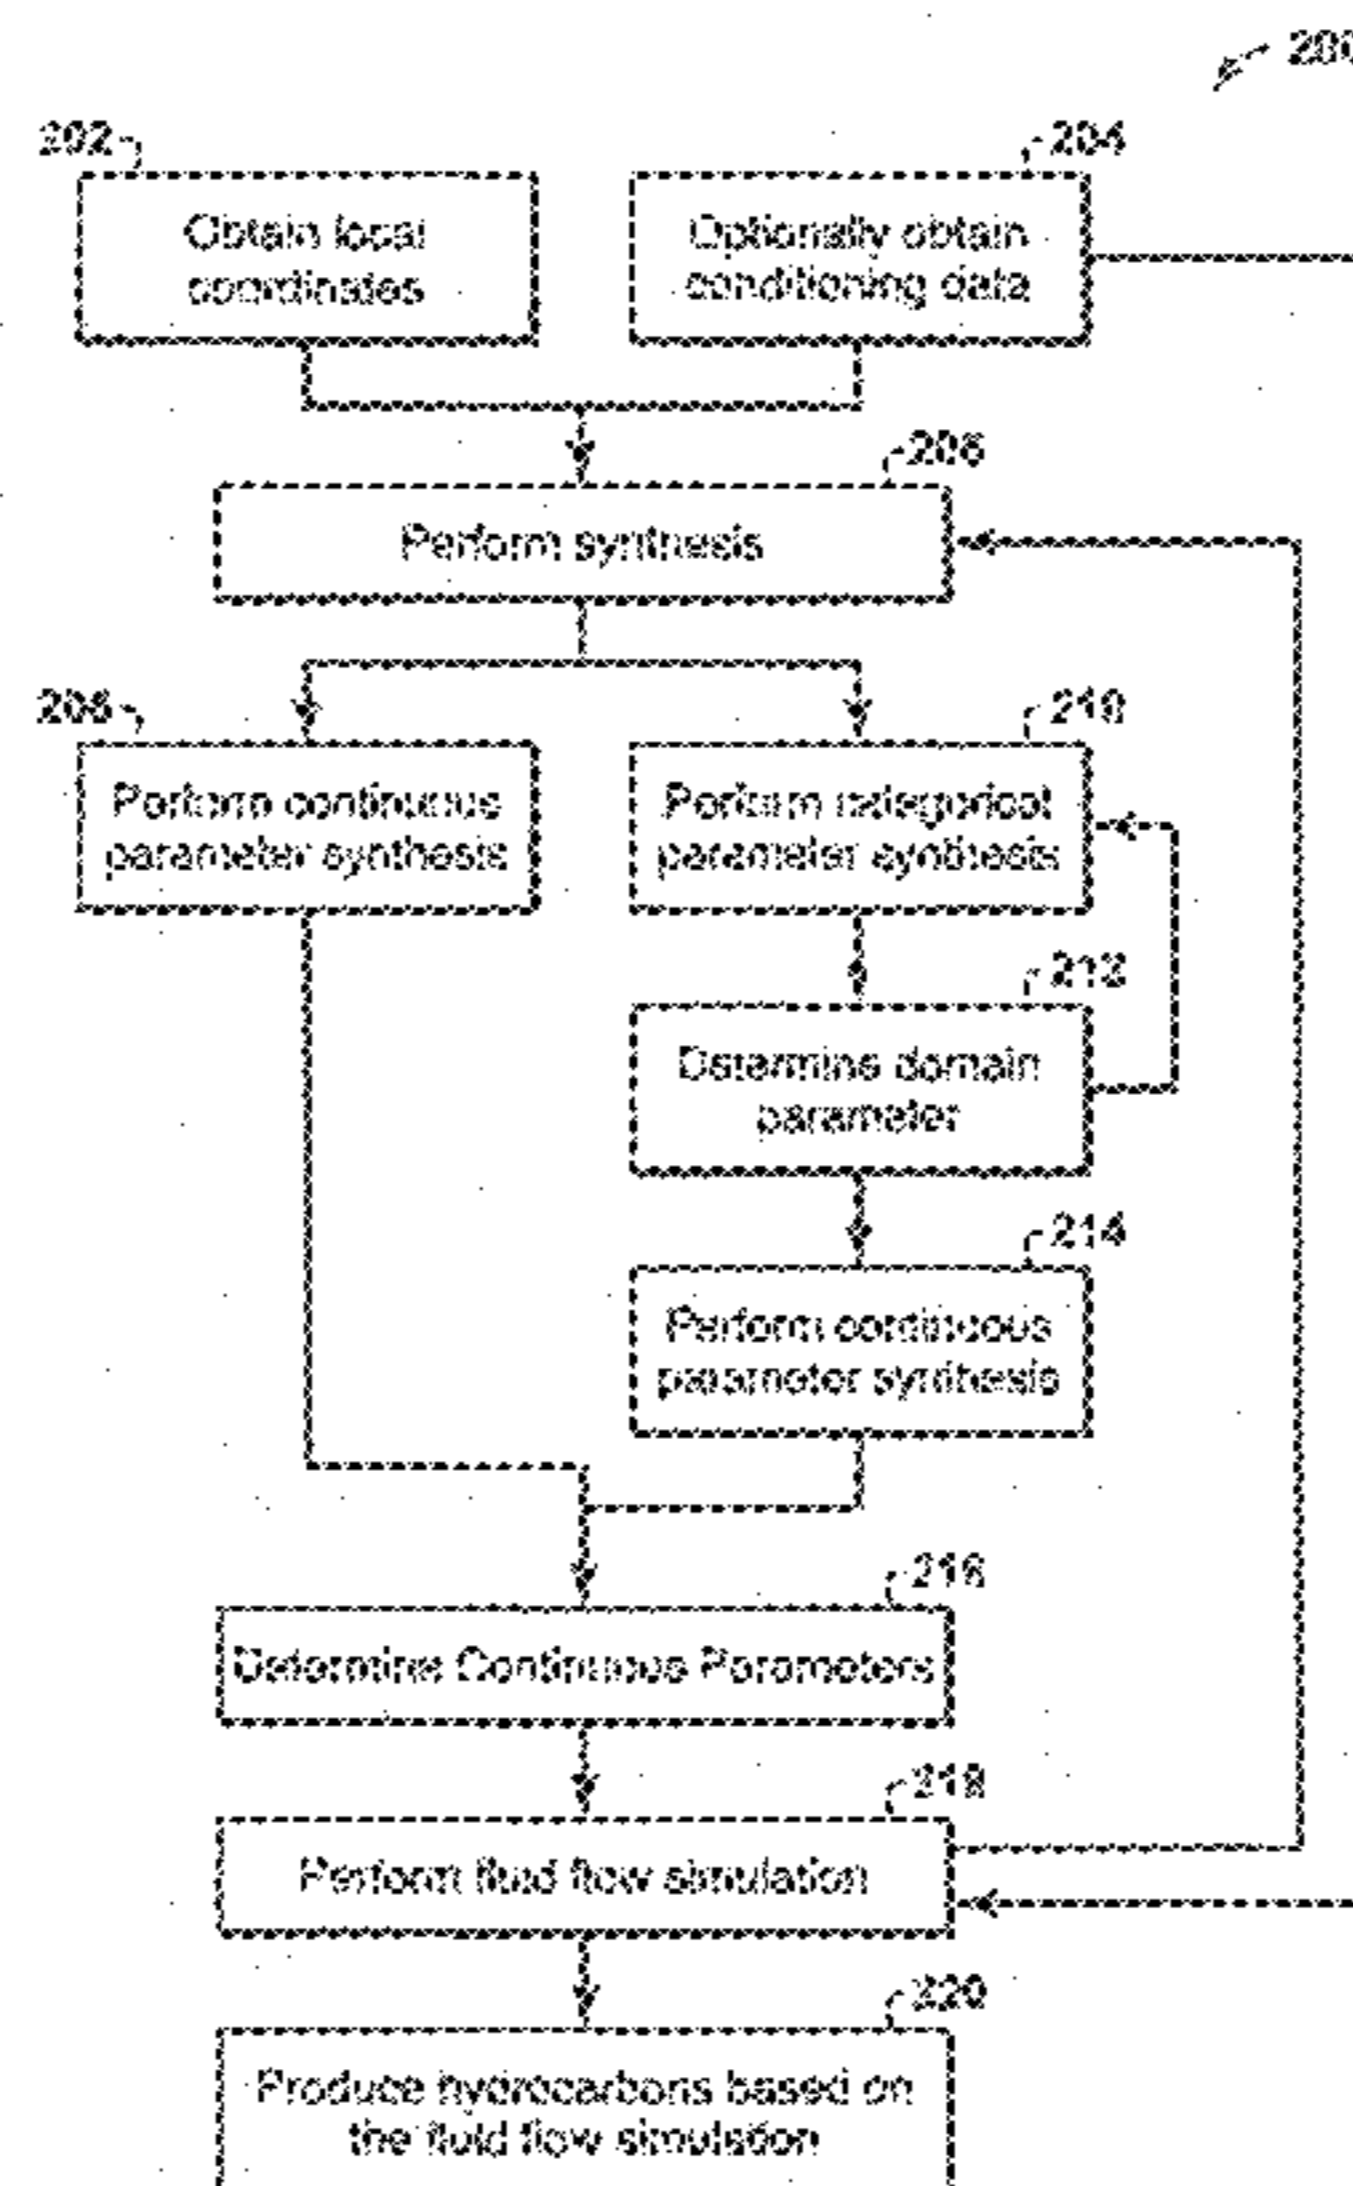 200
202
204
Obtain local
coordinates
Optionally obtain
conditioning data
206
Perform synthesis
208
210
Perform continuous
parameter synthesis
Perform categorical
parameter synthesis
212
Determine domain
parameter
214
Perform continuous
parameter synthesis
216
Determine Continuous Parameters
218
Perform fluid flow simulation
220
Produce hydrocarbons based on
the fluid flow simulation